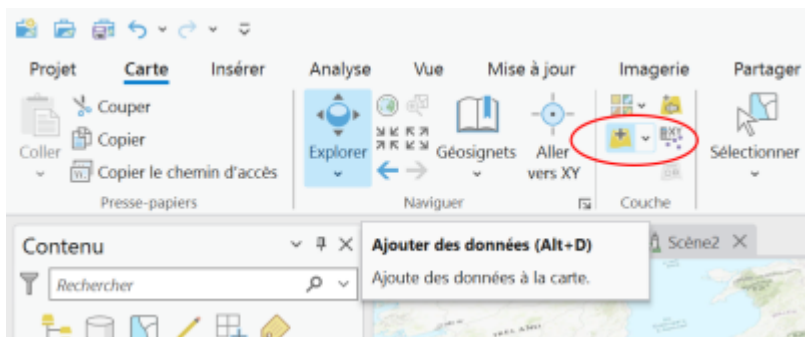 Projet Carte Insérer Analyse Vue Mise à jour Imagerie Partager
Couper
Copier
Coller
Copier le chemin d'accès
Presse-papiers
Explorer
Géosignets
Aller
vers XY
Naviguer
XY
Couche
Sélectionner
Contenu
Rechercher
Ajouter des données (Alt+D)
Ajoute des données à la carte.
Scène2
IRELAND